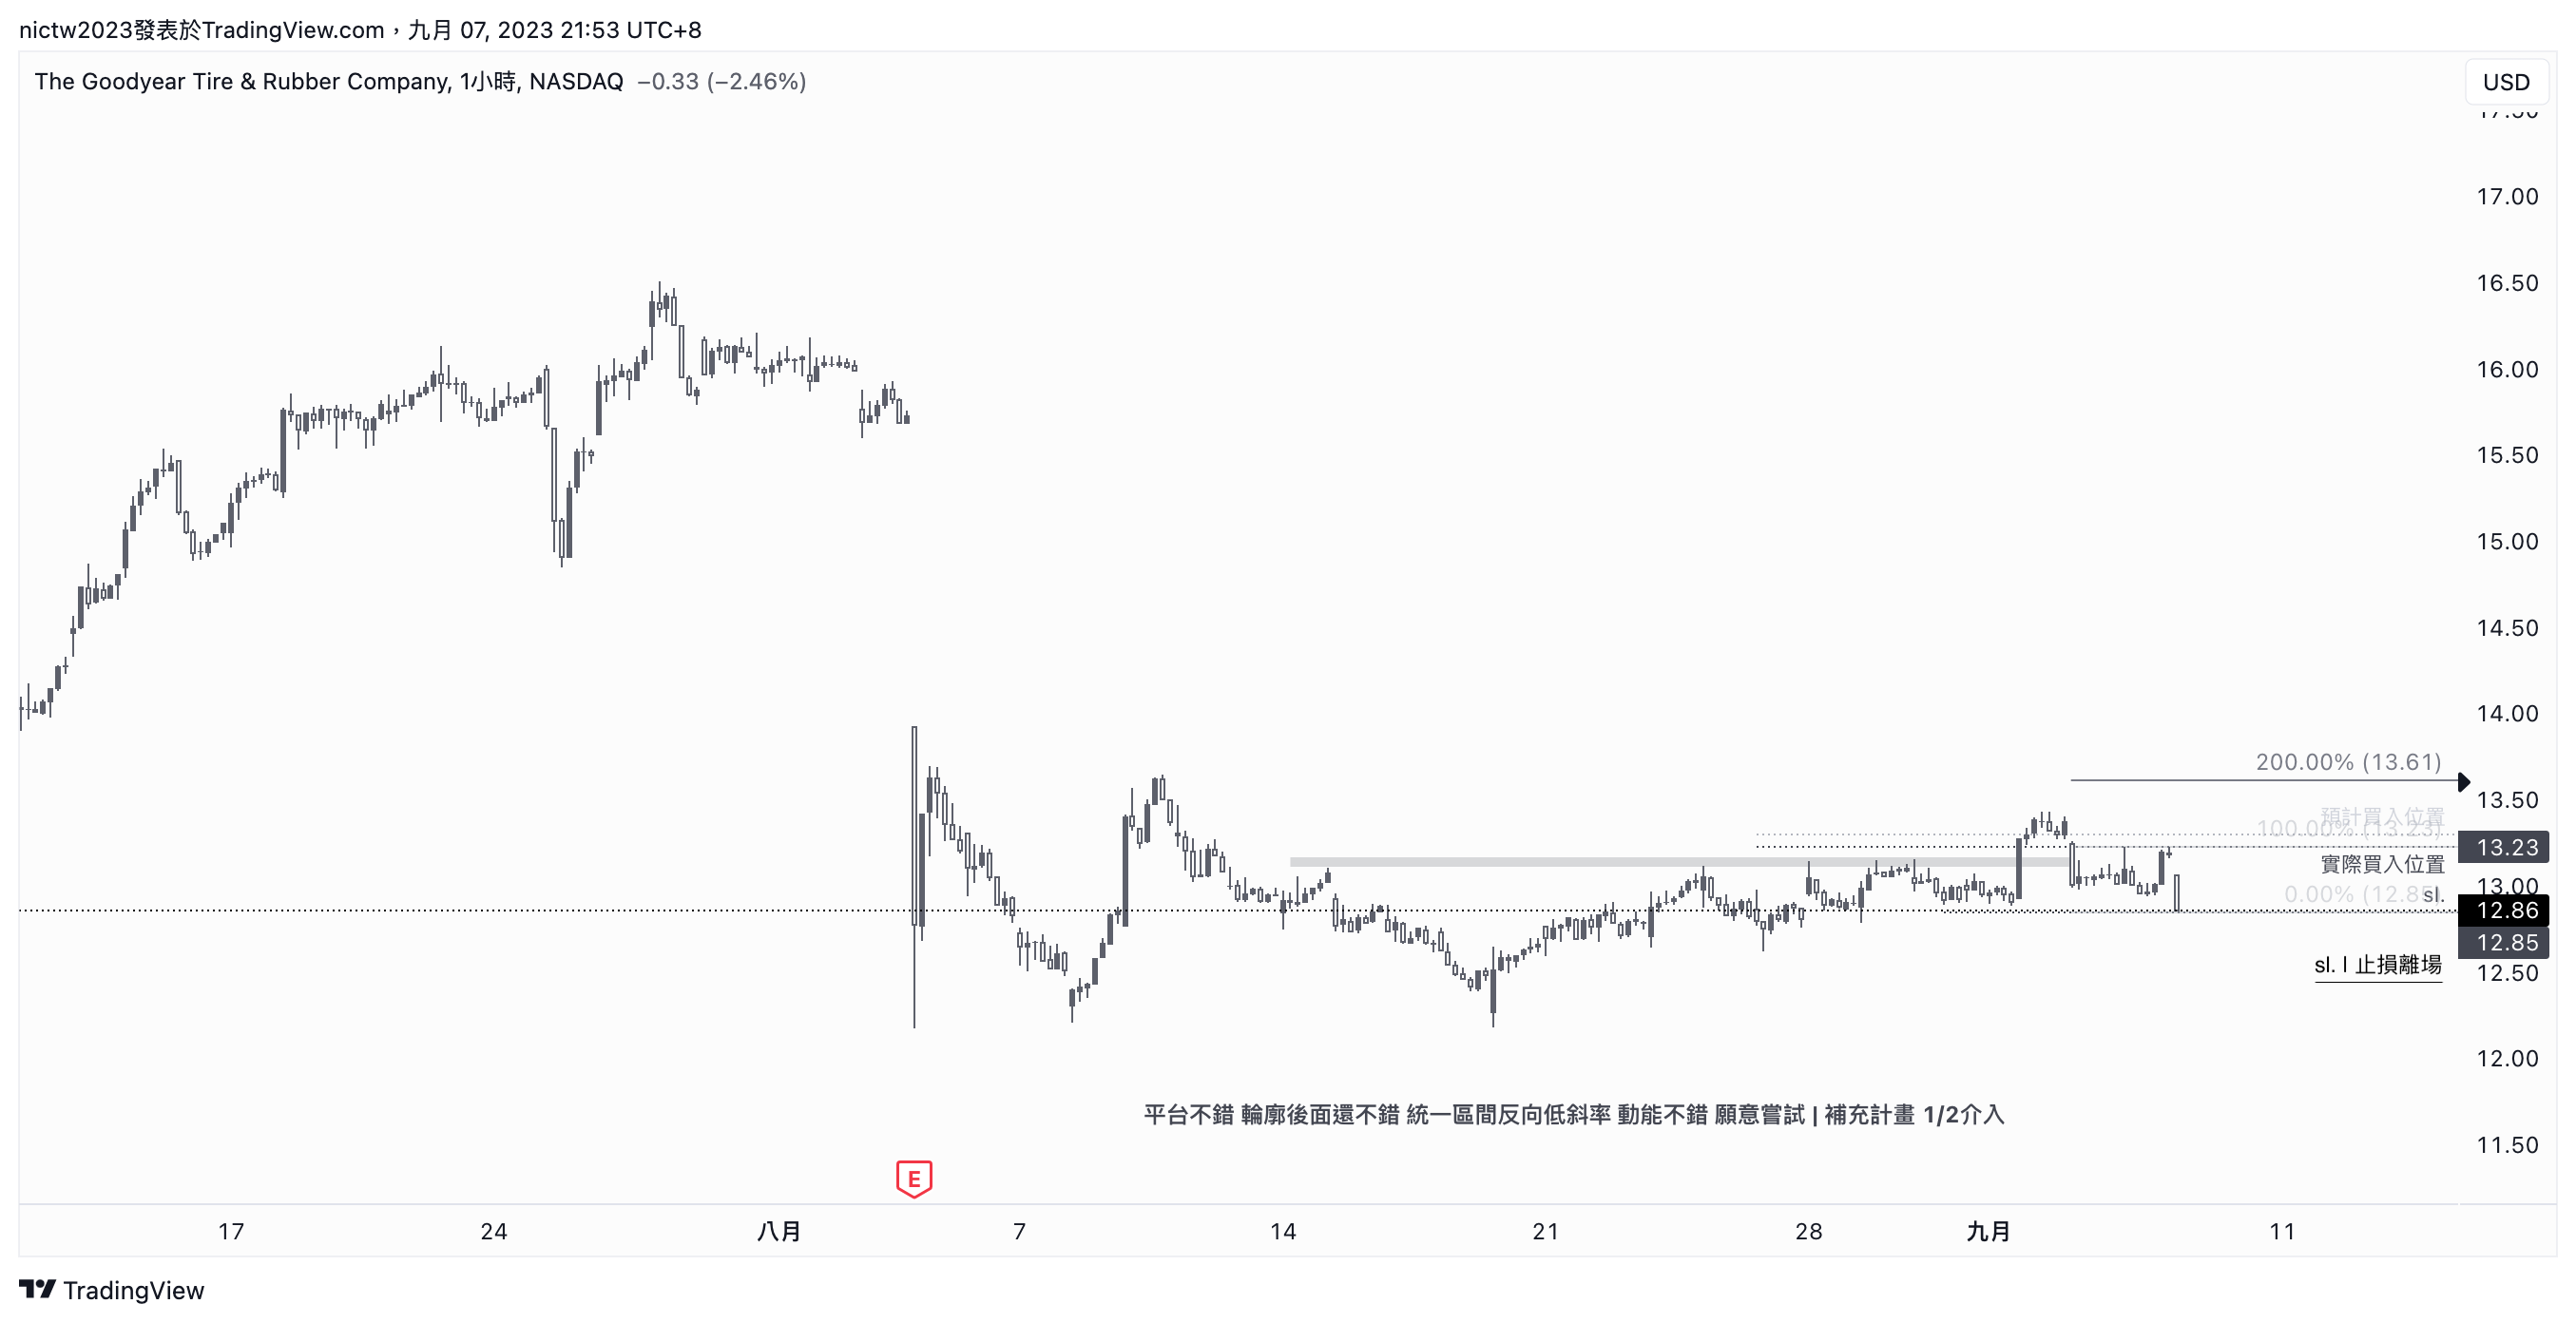 nictw2023發表於TradingView.com，九月 07, 2023 21:53 UTC+8
The Goodyear Tire & Rubber Company, 1小時, NASDAQ −0.33 (−2.46%)
USD
17.50
17.00
16.50
16.00
15.50
15.00
14.50
14.00
200.00% (13.61)
13.50
預計買入位置
100.00% (13.23)
13.23
實際買入位置
13.00
0.00% (12.85)
sl.
12.86
12.85
sl. I 止損離場
12.50
12.00
平台不錯 輪廓後面還不錯 統一區間反向低斜率 動能不錯 願意嘗試 | 補充計畫 1/2介入
11.50
E
17 24 八月 7 14 21 28 九月 11
TradingView